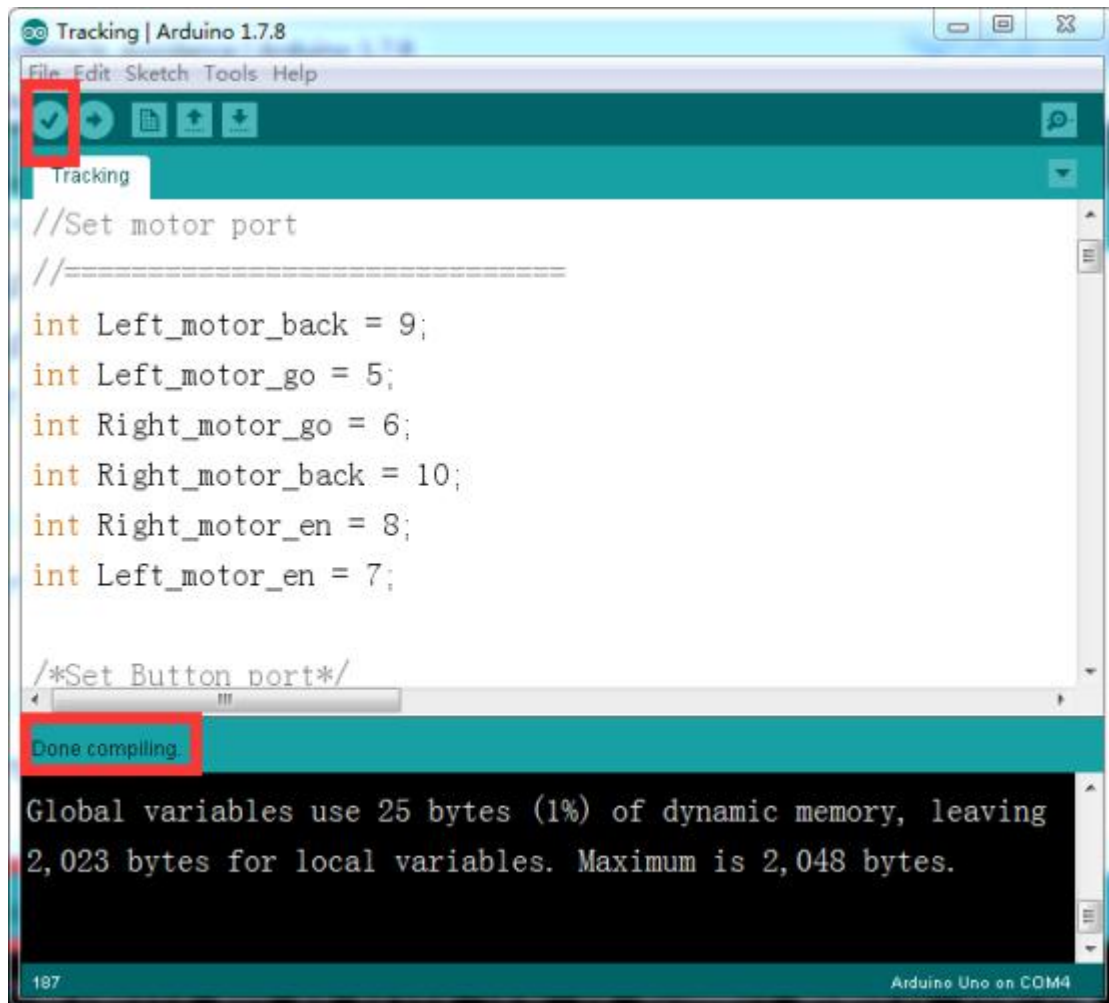 Tracking | Arduino 1.7.8
File Edit Sketch Tools Help
Tracking
//Set motor port
//==============================
int Left_motor_back = 9;
int Left_motor_go = 5;
int Right_motor_go = 6;
int Right_motor_back = 10;
int Right_motor_en = 8;
int Left_motor_en = 7;
/*Set Button port*/
Done compiling.
Global variables use 25 bytes (1%) of dynamic memory, leaving
2,023 bytes for local variables. Maximum is 2,048 bytes.
187
Arduino Uno on COM4